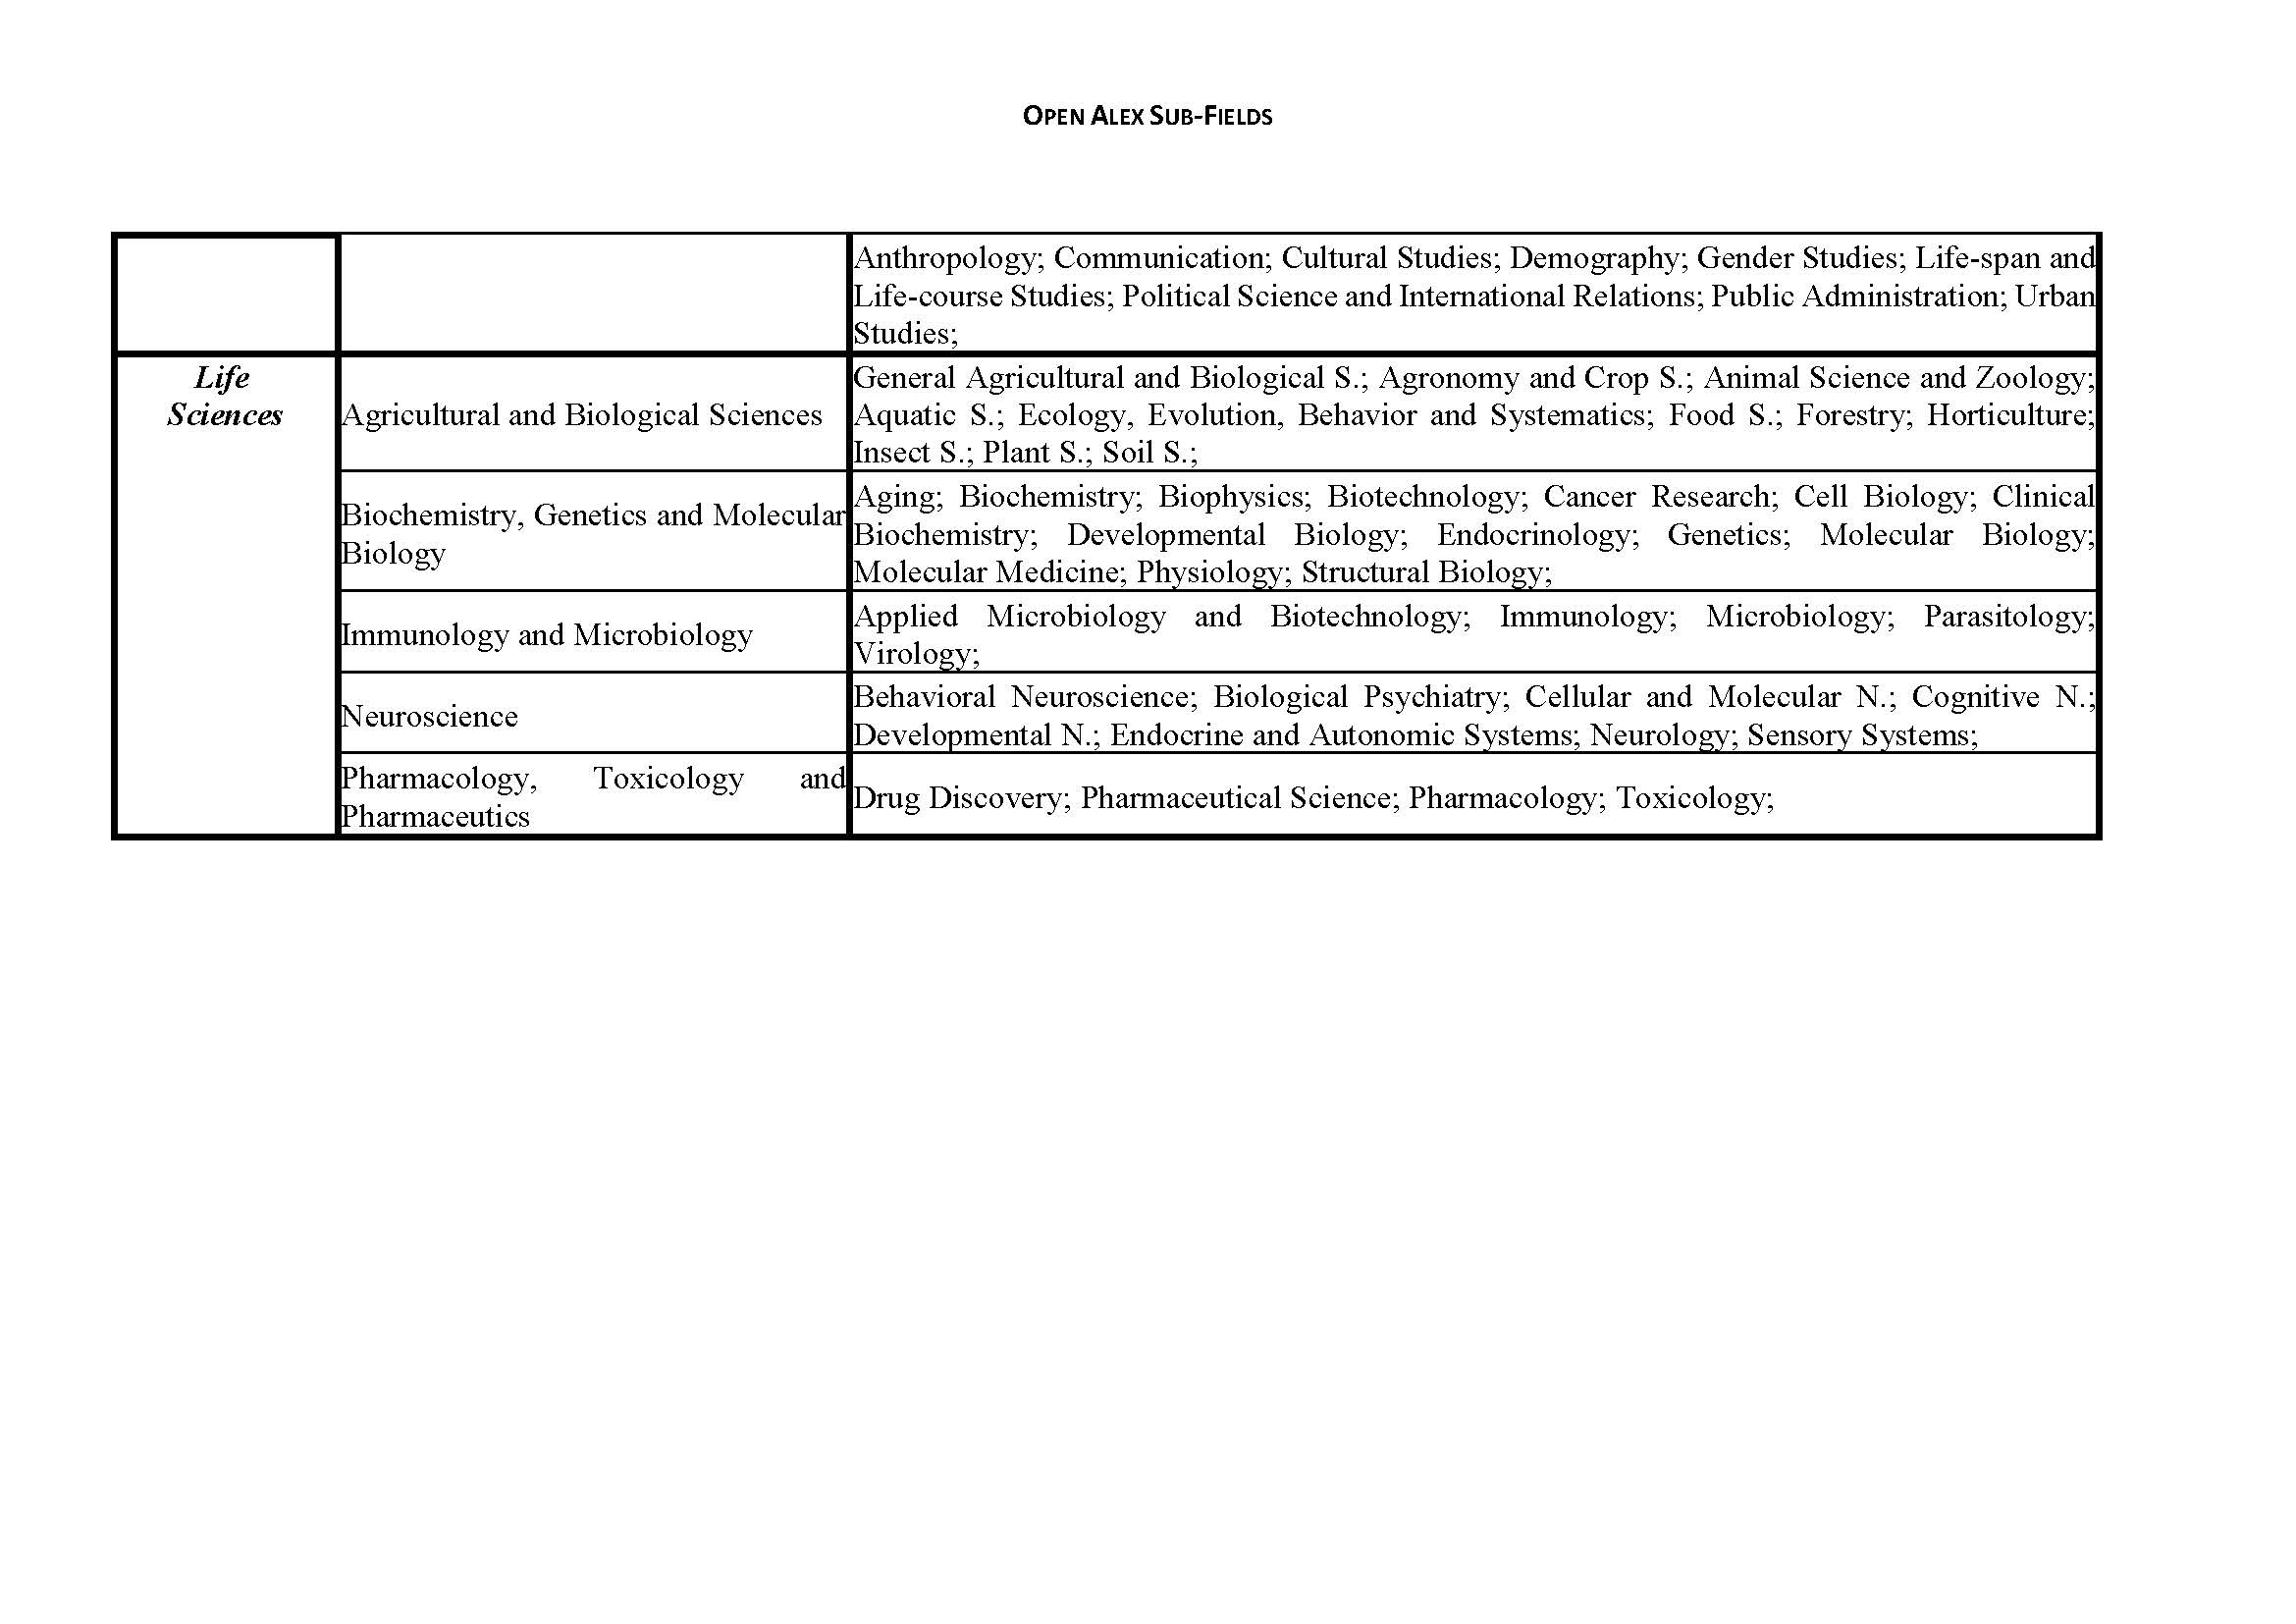 OPEN ALEX SUB-FIELDS
Anthropology; Communication; Cultural Studies; Demography; Gender Studies; Life-span and
Life-course Studies; Political Science and International Relations; Public Administration; Urban
Studies;
Life
Sciences
Agricultural and Biological Sciences
General Agricultural and Biological S.; Agronomy and Crop S.; Animal Science and Zoology;
Aquatic S.; Ecology, Evolution, Behavior and Systematics; Food S.; Forestry; Horticulture;
Insect S.; Plant S.; Soil S.;
Biochemistry, Genetics and Molecular
Biology
Aging; Biochemistry; Biophysics; Biotechnology; Cancer Research; Cell Biology; Clinical
Biochemistry; Developmental Biology; Endocrinology; Genetics; Molecular Biology;
Molecular Medicine; Physiology; Structural Biology;
Immunology and Microbiology
Applied Microbiology and Biotechnology; Immunology; Microbiology; Parasitology;
Virology;
Neuroscience
Behavioral Neuroscience; Biological Psychiatry; Cellular and Molecular N.; Cognitive N.;
Developmental N.; Endocrine and Autonomic Systems; Neurology; Sensory Systems;
Pharmacology, Toxicology and
Pharmaceutics
Drug Discovery; Pharmaceutical Science; Pharmacology; Toxicology;